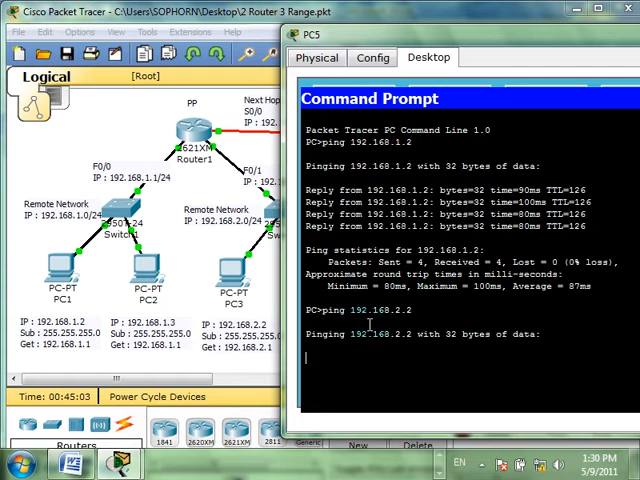 Cisco Packet Tracer - C:\Users\SOPHORN\Desktop\2 Router 3 Range.pkt
File Edit Options View Tools Extensions Help
Logical
[Root]
PP
Next Hop
S0/0
IP : 192.
2621XM
Router1
F0/0
IP : 192.168.1.1/24
F0/1
IP : 192.168.
Remote Network
192.168.1.0/24
Remote Network
192.168.2.0/24
2950-24
Switch1
2950
Switch
PC-PT
PC1
PC-PT
PC2
PC-PT
PC3
IP : 192.168.1.2
Sub : 255.255.255.0
Get : 192.168.1.1
IP : 192.168.1.3
Sub : 255.255.255.0
Get : 192.168.1.1
IP : 192.168.2.2
Sub : 255.255.255.0
Get : 192.168.2.1
Time: 00:45:03
Power Cycle Devices
Routers
1841
2620XM
2621XM
2811
Generic
New
Delete
PC5
Physical
Config
Desktop
Command Prompt
Packet Tracer PC Command Line 1.0
PC>ping 192.168.1.2
Pinging 192.168.1.2 with 32 bytes of data:
Reply from 192.168.1.2: bytes=32 time=90ms TTL=126
Reply from 192.168.1.2: bytes=32 time=100ms TTL=126
Reply from 192.168.1.2: bytes=32 time=80ms TTL=126
Reply from 192.168.1.2: bytes=32 time=80ms TTL=126
Ping statistics for 192.168.1.2:
Packets: Sent = 4, Received = 4, Lost = 0 (0% loss),
Approximate round trip times in milli-seconds:
Minimum = 80ms, Maximum = 100ms, Average = 87ms
PC>ping 192.168.2.2
Pinging 192.168.2.2 with 32 bytes of data:
EN
1:30 PM
5/9/2011